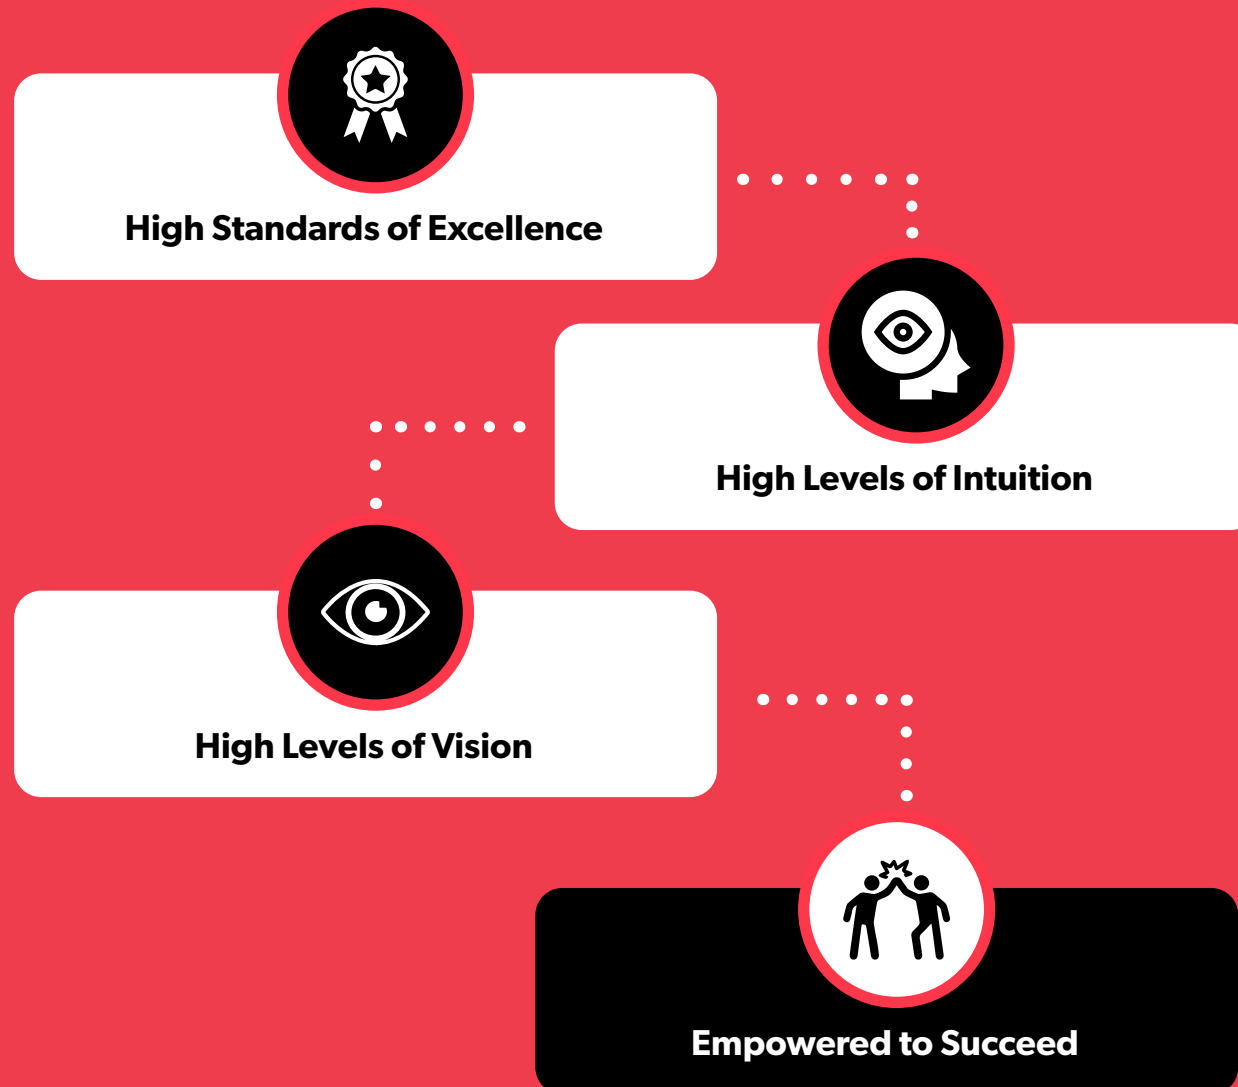 High Standards of Excellence
High Levels of Intuition
High Levels of Vision
Empowered to Succeed